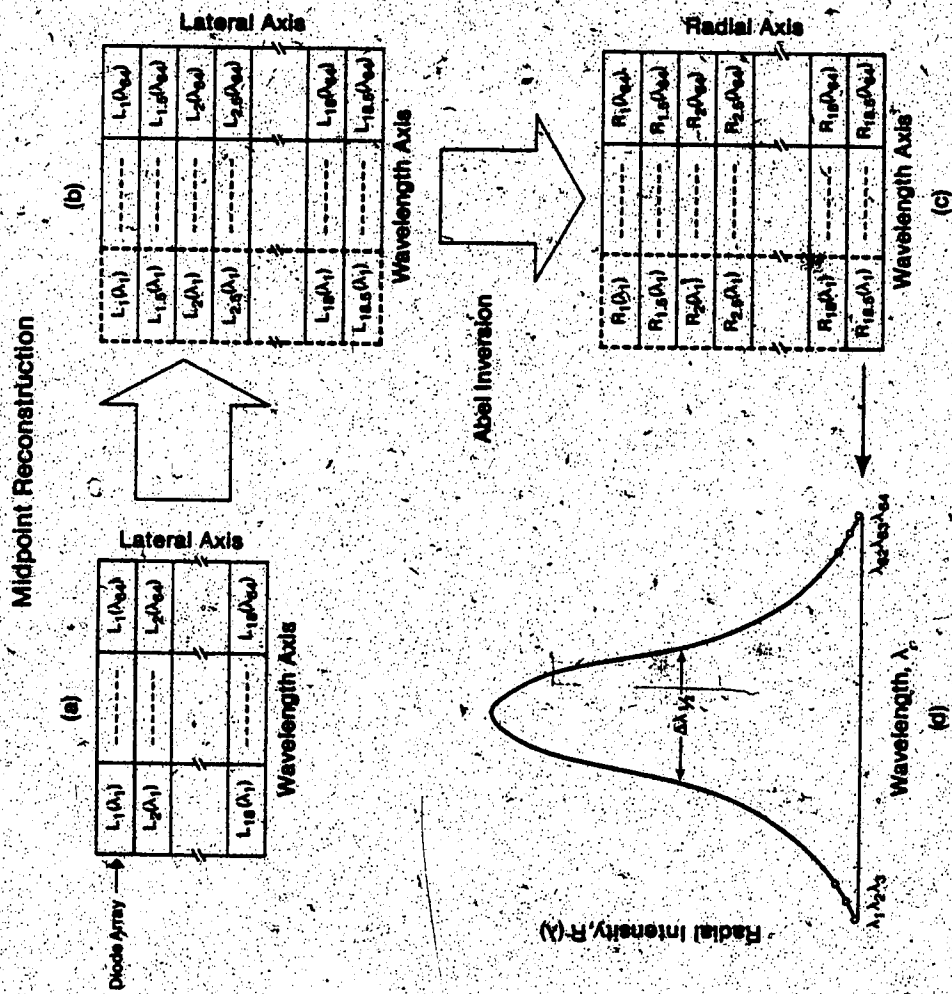 Midpoint Reconstruction
(a)
Diode Array
L₁(λ₁) ------- L₁(λ₆₄)
L₂(λ₁) ------- L₂(λ₆₄)
L₁₈(λ₁) ------- L₁₈(λ₆₄)
Lateral Axis
Wavelength Axis
(b)
L₁(λ₁) ------- L₁(λ₆₄)
L₁.₅(λ₁) ------- L₁.₅(λ₆₄)
L₂(λ₁) ------- L₂(λ₆₄)
L₂.₅(λ₁) ------- L₂.₅(λ₆₄)
L₁₈(λ₁) ------- L₁₈(λ₆₄)
L₁₈.₅(λ₁) ------- L₁₈.₅(λ₆₄)
Lateral Axis
Wavelength Axis
Abel Inversion
R₁(λ₁) ------- R₁(λ₆₄)
R₁.₅(λ₁) ------- R₁.₅(λ₆₄)
R₂(λ₁) ------- R₂(λ₆₄)
R₂.₅(λ₁) ------- R₂.₅(λ₆₄)
R₁₈(λ₁) ------- R₁₈(λ₆₄)
R₁₈.₅(λ₁) ------- R₁₈.₅(λ₆₄)
Radial Axis
Wavelength Axis
(c)
Radial Intensity, R(λ)
Δλ ½
λ₁ λ₂ λ₃
λ₆₂ λ₆₃ λ₆₄
Wavelength, λ
(d)